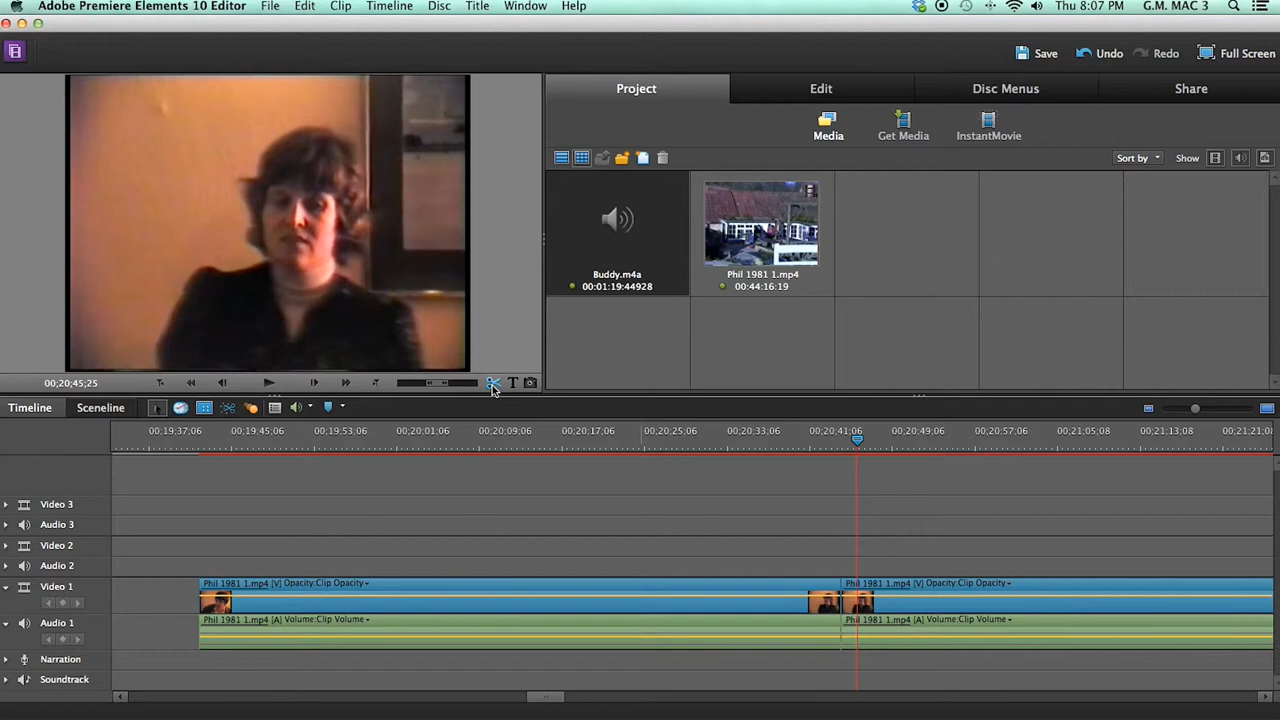 Adobe Premiere Elements 10 Editor File Edit Clip Timeline Disc Title Window Help Thu 8:07 PM G.M. MAC 3
Save Undo Redo Full Screen
Project Edit Disc Menus Share
Media Get Media InstantMovie
Sort by Show
Buddy.m4a
00:01:19:44928
Phil 1981 1.mp4
00:44:16:19
00;20;45;25
T
Timeline Sceneline
00;19;37;06 00;19;45;06 00;19;53;06 00;20;01;06 00;20;09;06 00;20;17;06 00;20;25;06 00;20;33;06 00;20;41;06 00;20;49;06 00;20;57;06 00;21;05;08 00;21;13;08 00;21;21;08
Video 3
Audio 3
Video 2
Audio 2
Video 1
Phil 1981 1.mp4 [V] Opacity:Clip Opacity Phil 1981 1.mp4 [V] Opacity:Clip Opacity
Audio 1
Phil 1981 1.mp4 [A] Volume:Clip Volume Phil 1981 1.mp4 [A] Volume:Clip Volume
Narration
Soundtrack